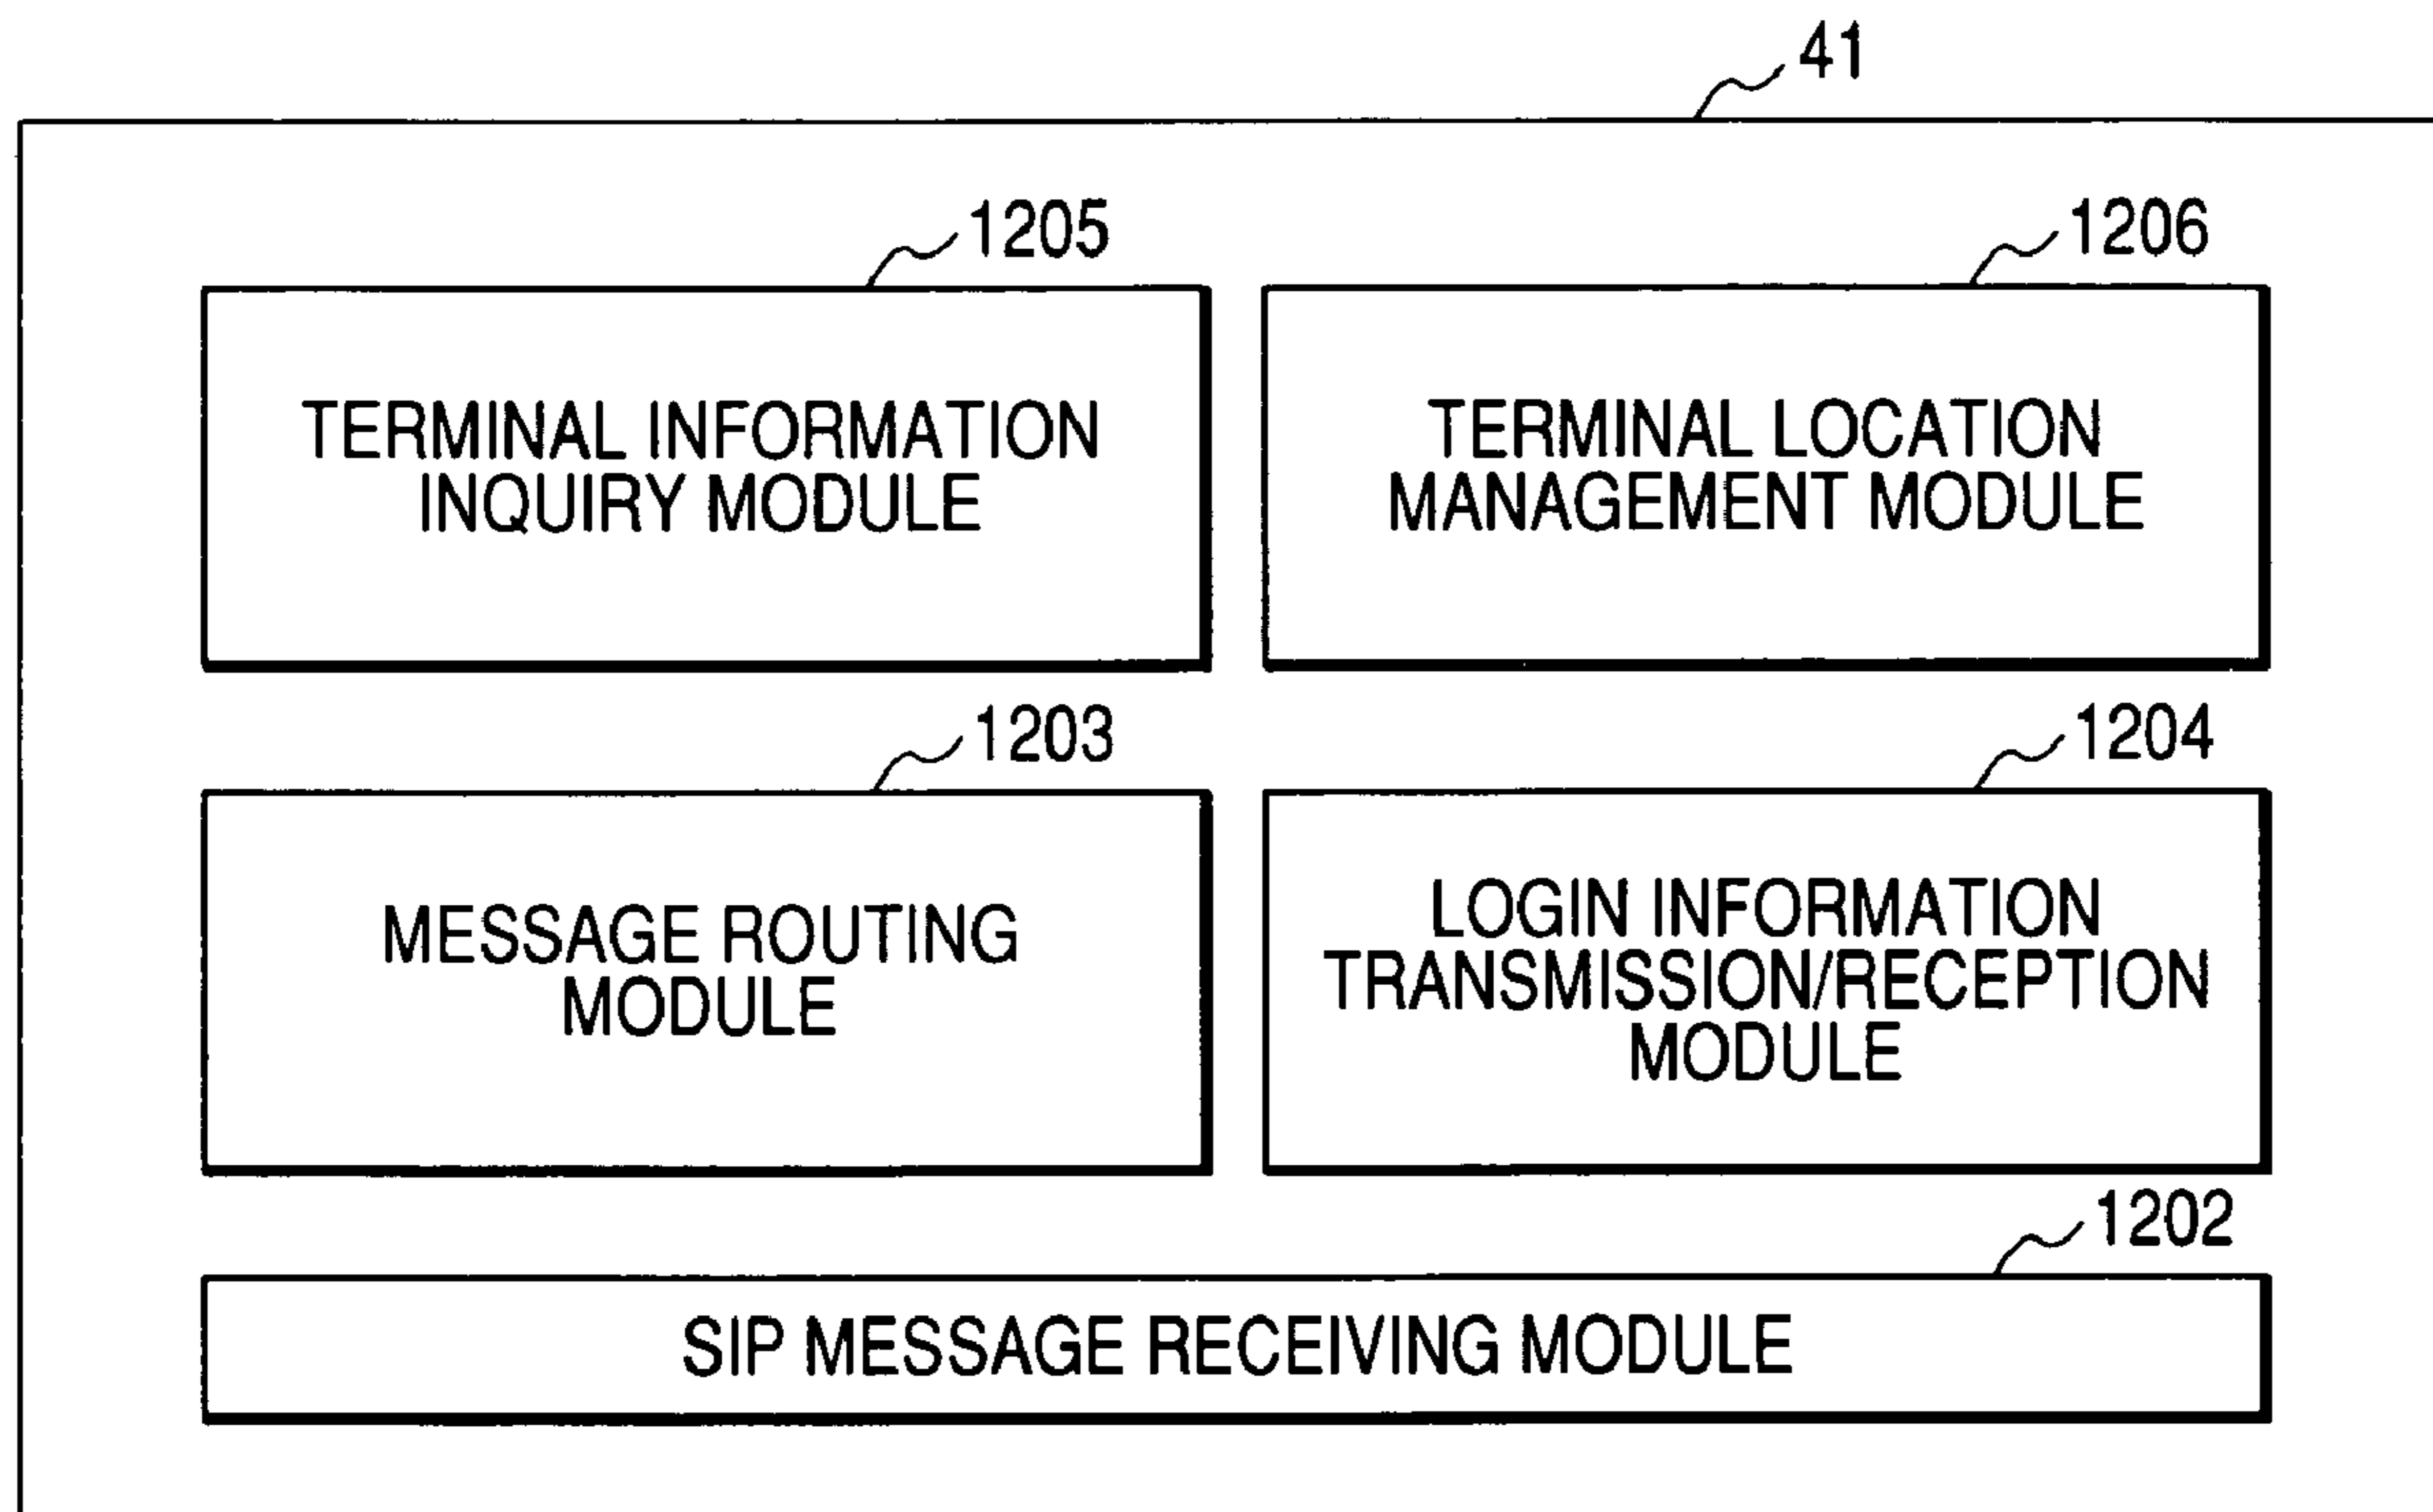 41
1205
1206
TERMINAL INFORMATION
INQUIRY MODULE
TERMINAL LOCATION
MANAGEMENT MODULE
1203
1204
MESSAGE ROUTING
MODULE
LOGIN INFORMATION
TRANSMISSION/RECEPTION
MODULE
1202
SIP MESSAGE RECEIVING MODULE